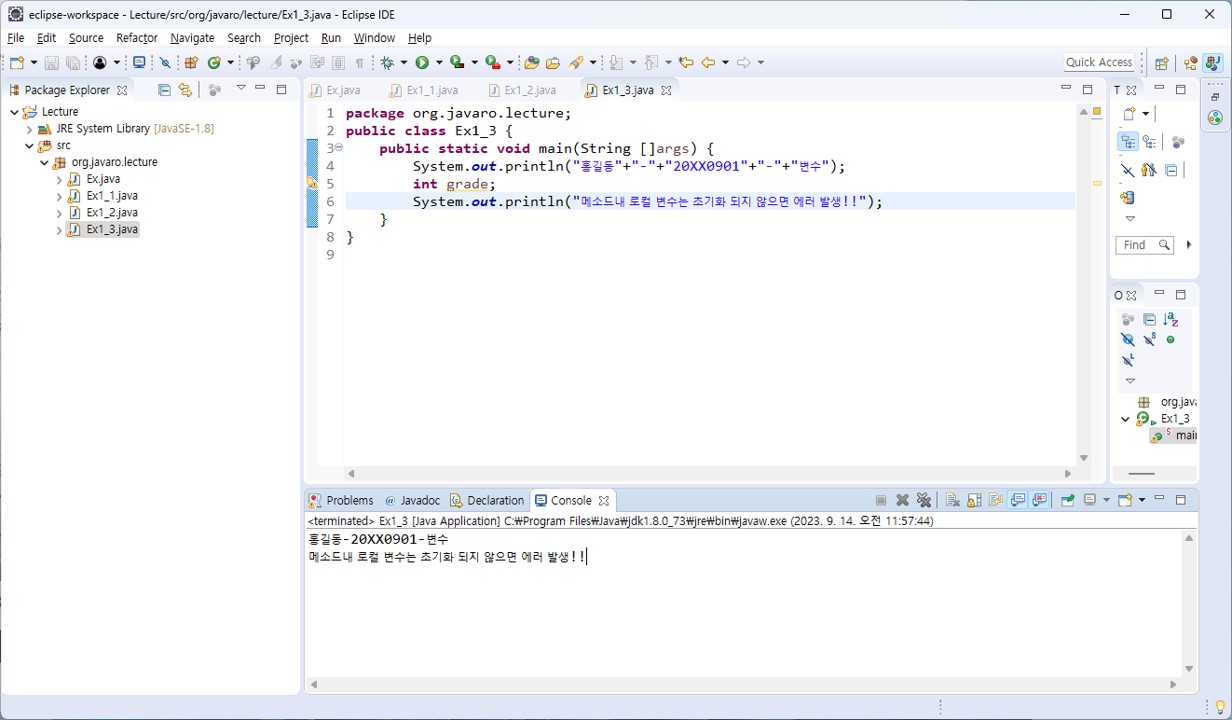 eclipse-workspace - Lecture/src/org/javaro/lecture/Ex1_3.java - Eclipse IDE
File Edit Source Refactor Navigate Search Project Run Window Help
Quick Access
Package Explorer
Lecture
JRE System Library [JavaSE-1.8]
src
org.javaro.lecture
Ex.java
Ex1_1.java
Ex1_2.java
Ex1_3.java
Ex.java Ex1_1.java Ex1_2.java Ex1_3.java
1 package org.javaro.lecture;
2 public class Ex1_3 {
3 public static void main(String []args) {
4 System.out.println("홍길동"+"-"+"20XX0901"+"-"+"변수");
5 int grade;
6 System.out.println("메소드내 로컬 변수는 초기화 되지 않으면 에러 발생!!");
7 }
8 }
9
T
Find
O
org.java
Ex1_3
main
Problems @ Javadoc Declaration Console
<terminated> Ex1_3 [Java Application] C:₩Program Files₩Java₩jdk1.8.0_73₩jre₩bin₩javaw.exe (2023. 9. 14. 오전 11:57:44)
홍길동-20XX0901-변수
메소드내 로컬 변수는 초기화 되지 않으면 에러 발생!!